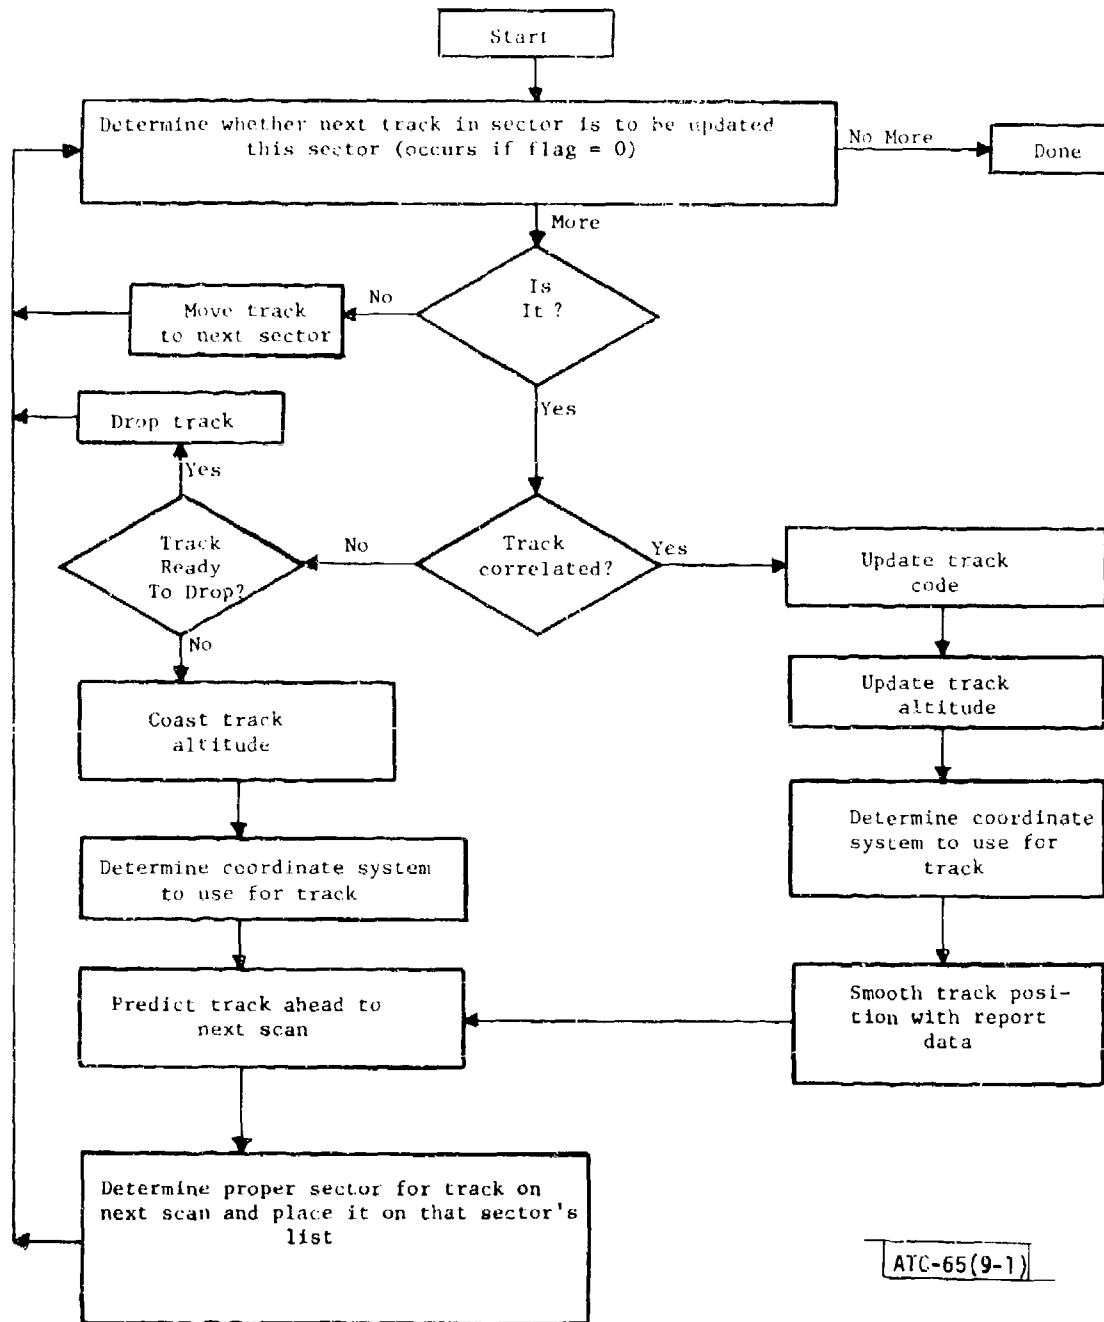 Start
Determine whether next track in sector is to be updated
this sector (occurs if flag = 0)
No More
Done
More
Is
It ?
No
Move track
to next sector
Yes
Drop track
Yes
Track
Ready
To Drop?
No
Track
correlated?
Yes
Update track
code
No
Update track
altitude
Coast track
altitude
Determine coordinate
system to use for
track
Determine coordinate system
to use for track
Predict track ahead to
next scan
Smooth track posi-
tion with report
data
Determine proper sector for track on
next scan and place it on that sector's
list
ATC-65(9-1)